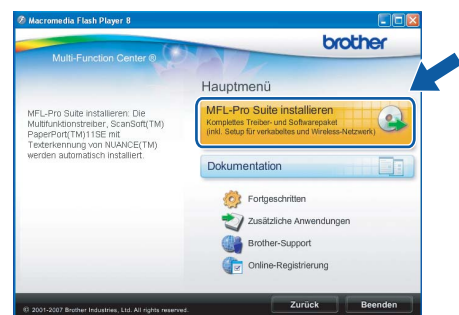 Macromedia Flash Player 8
brother
Multi-Function Center ®
Hauptmenü
MFL-Pro Suite installieren: Die
Multifunktionstreiber, ScanSoft(TM)
PaperPort(TM)11SE mit
Texterkennung von NUANCE(TM)
werden automatisch installiert.
MFL-Pro Suite installieren
Komplettes Treiber- und Softwarepaket
(inkl. Setup für verkabeltes und Wireless-Netzwerk)
Dokumentation
Fortgeschritten
Zusätzliche Anwendungen
Brother-Support
Online-Registrierung
© 2001-2007 Brother Industries, Ltd. All rights reserved.
Zurück
Beenden